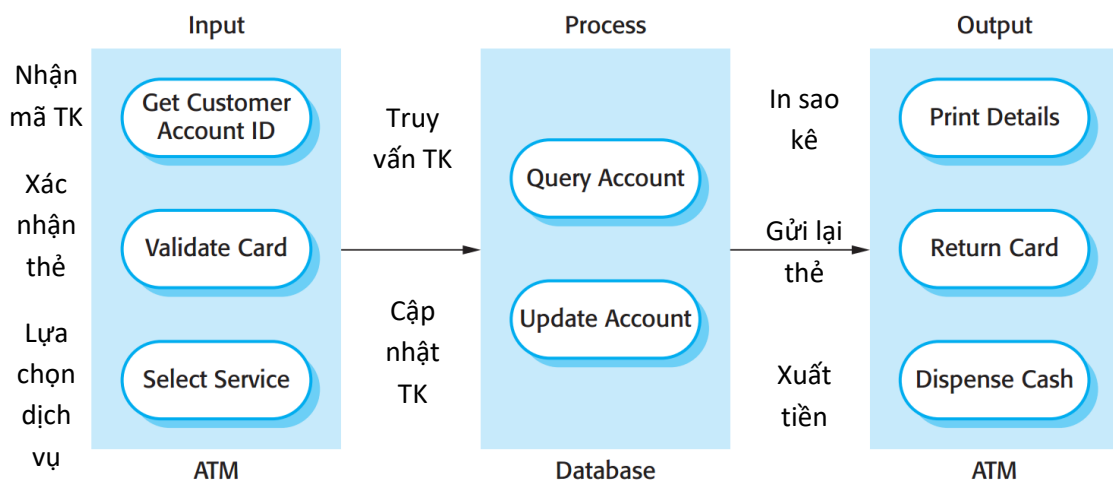 Input
Process
Output
Nhận
mã TK
Get Customer
Account ID
Xác
nhận
thẻ
Validate Card
Lựa
chọn
dịch
vụ
Select Service
ATM
Truy
vấn TK
Query Account
Cập
nhật
TK
Update Account
Database
In sao
kê
Print Details
Gửi lại
thẻ
Return Card
Xuất
tiền
Dispense Cash
ATM